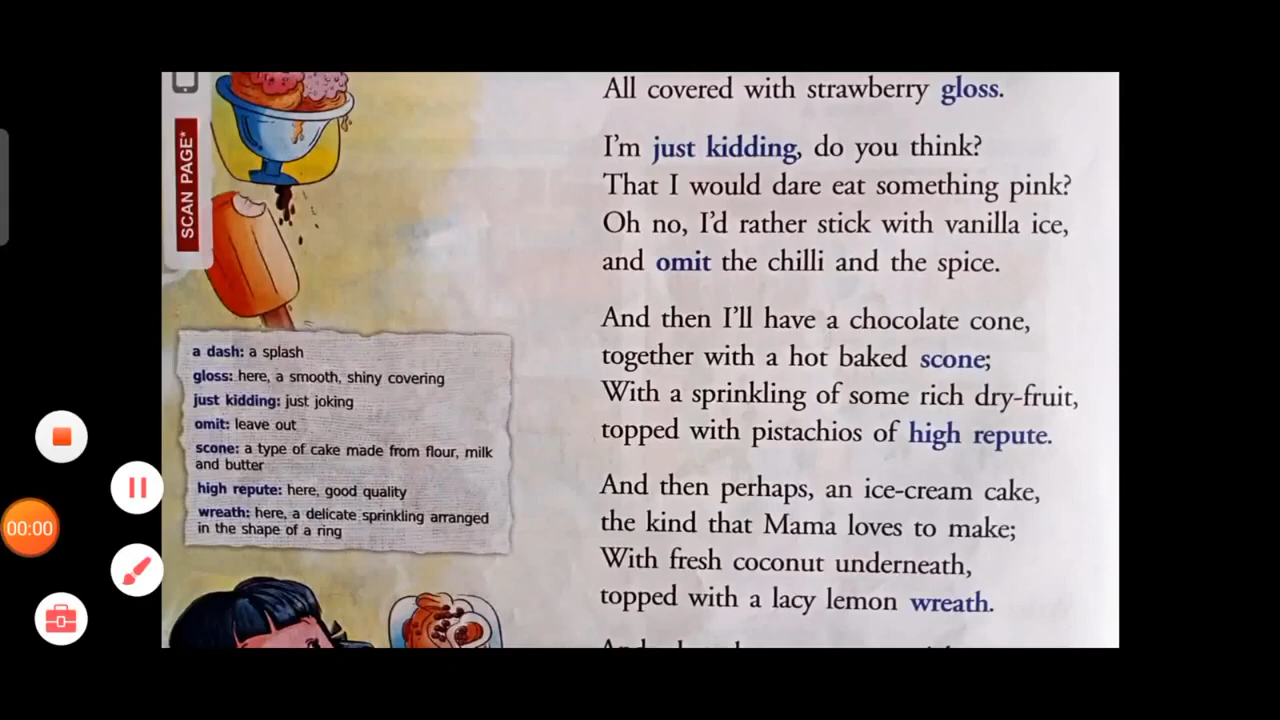 All covered with strawberry gloss.
I'm just kidding, do you think?
That I would dare eat something pink?
Oh no, I'd rather stick with vanilla ice,
and omit the chilli and the spice.
And then I'll have a chocolate cone,
together with a hot baked scone;
With a sprinkling of some rich dry-fruit,
topped with pistachios of high repute.
And then perhaps, an ice-cream cake,
the kind that Mama loves to make;
With fresh coconut underneath,
topped with a lacy lemon wreath.
SCAN PAGE*
a dash: a splash
gloss: here, a smooth, shiny covering
just kidding: just joking
omit: leave out
scone: a type of cake made from flour, milk
and butter
high repute: here, good quality
wreath: here, a delicate sprinkling arranged
in the shape of a ring
00:00